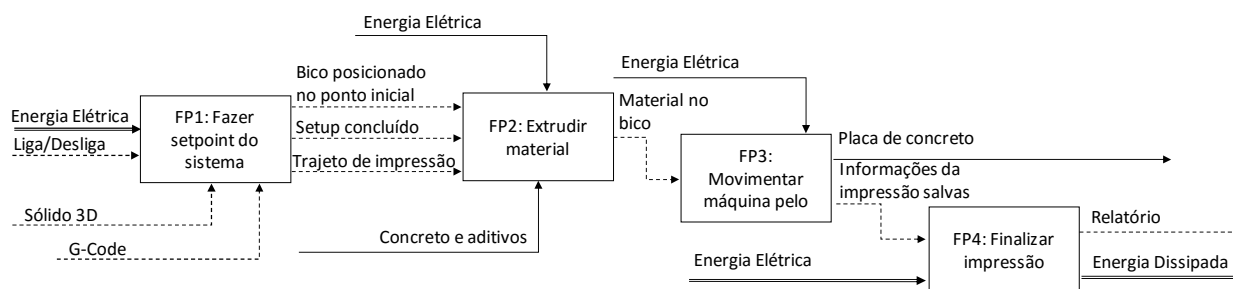 Energia Elétrica
Liga/Desliga
Sólido 3D
G-Code
FP1: Fazer
setpoint do
sistema
Bico posicionado
no ponto inicial
Setup concluído
Trajeto de impressão
Energia Elétrica
Concreto e aditivos
FP2: Extrudir
material
Material no
bico
Energia Elétrica
FP3:
Movimentar
máquina pelo
Placa de concreto
Informações da
impressão salvas
Energia Elétrica
FP4: Finalizar
impressão
Relatório
Energia Dissipada